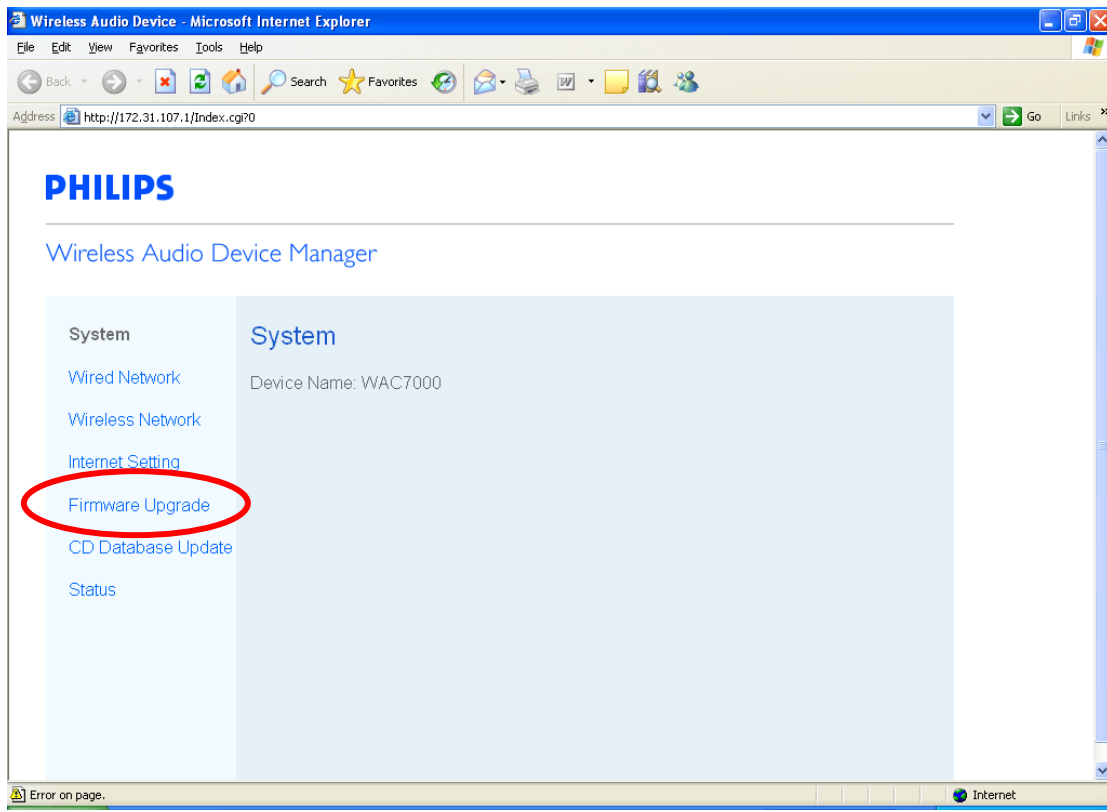 Wireless Audio Device - Microsoft Internet Explorer
File Edit View Favorites Tools Help
Back Search Favorites W
Address http://172.31.107.1/Index.cgi?0 Go Links »
PHILIPS
Wireless Audio Device Manager
System
Wired Network
Wireless Network
Internet Setting
Firmware Upgrade
CD Database Update
Status
System
Device Name: WAC7000
Error on page. Internet